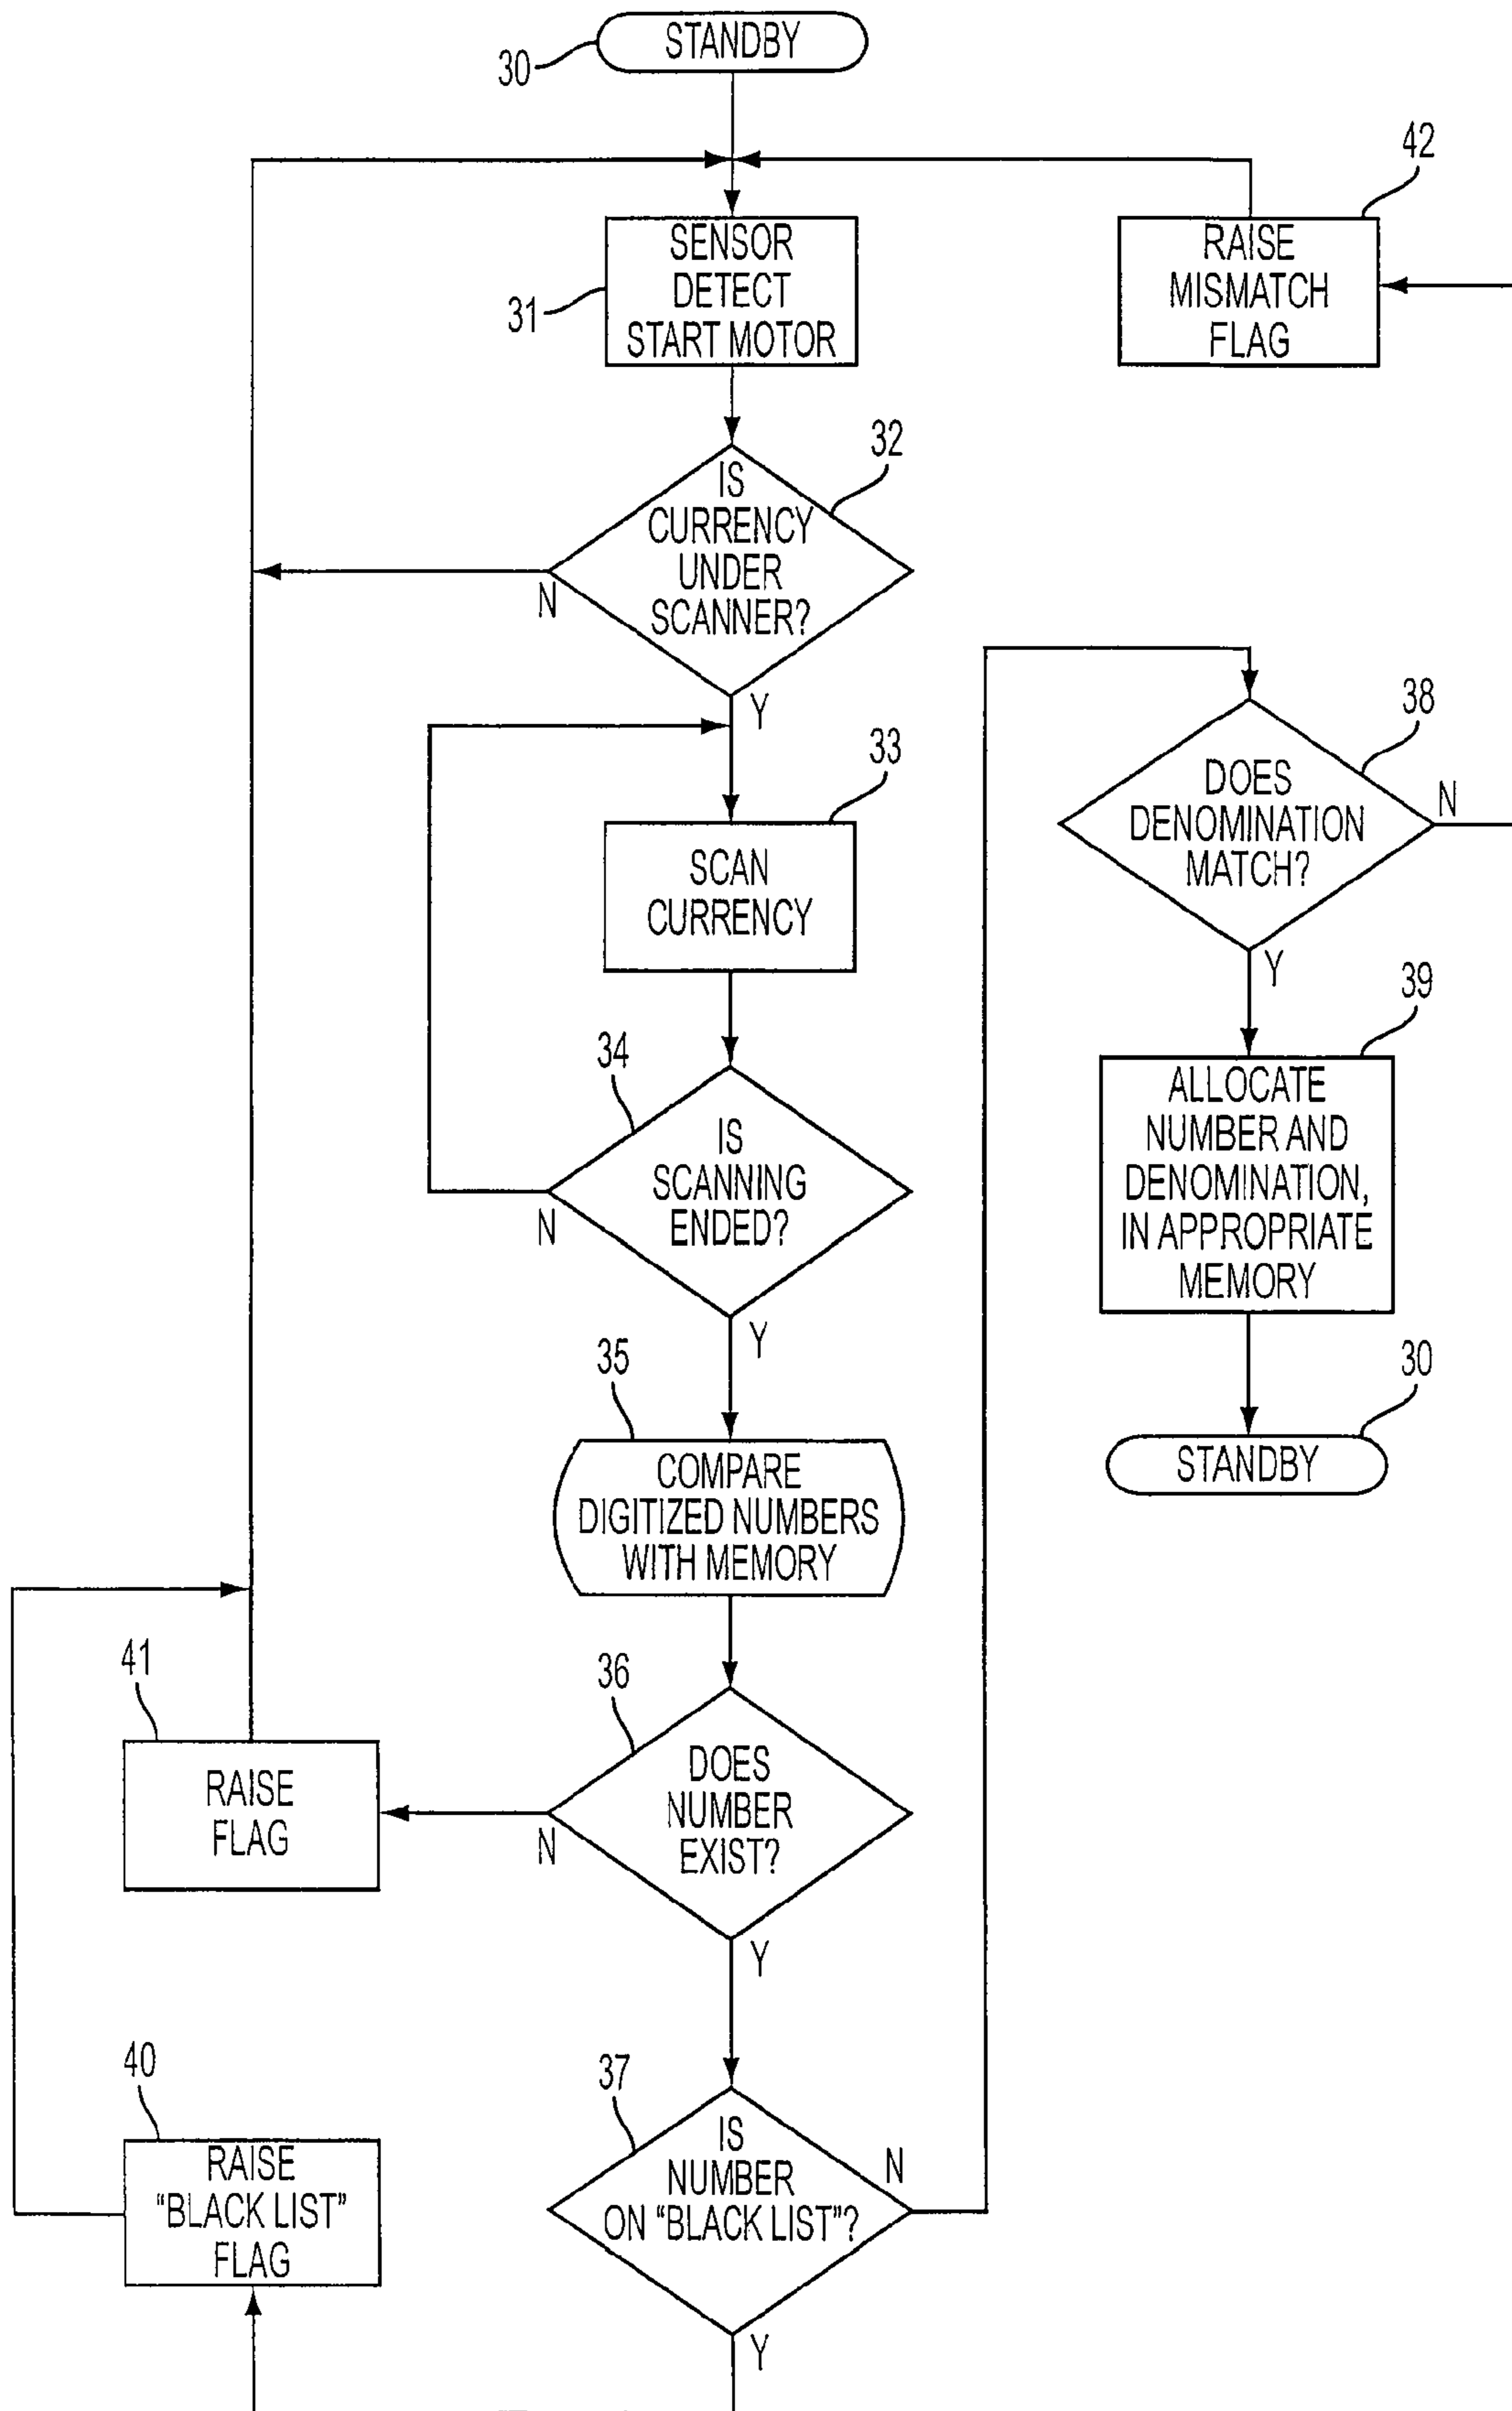 STANDBY
30
42
SENSOR
DETECT
START MOTOR
31
RAISE
MISMATCH
FLAG
32
IS
CURRENCY
UNDER
SCANNER?
N
Y
33
SCAN
CURRENCY
38
DOES
DENOMINATION
MATCH?
N
Y
34
IS
SCANNING
ENDED?
N
Y
39
ALLOCATE
NUMBER AND
DENOMINATION,
IN APPROPRIATE
MEMORY
35
COMPARE
DIGITIZED NUMBERS
WITH MEMORY
30
STANDBY
41
RAISE
FLAG
36
DOES
NUMBER
EXIST?
N
Y
40
RAISE
"BLACK LIST"
FLAG
37
IS
NUMBER
ON "BLACK LIST"?
N
Y